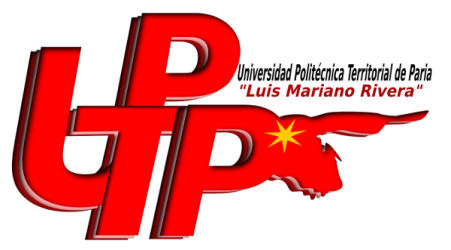 UPTP
Universidad Politécnica Territorial de Paria
"Luis Mariano Rivera"